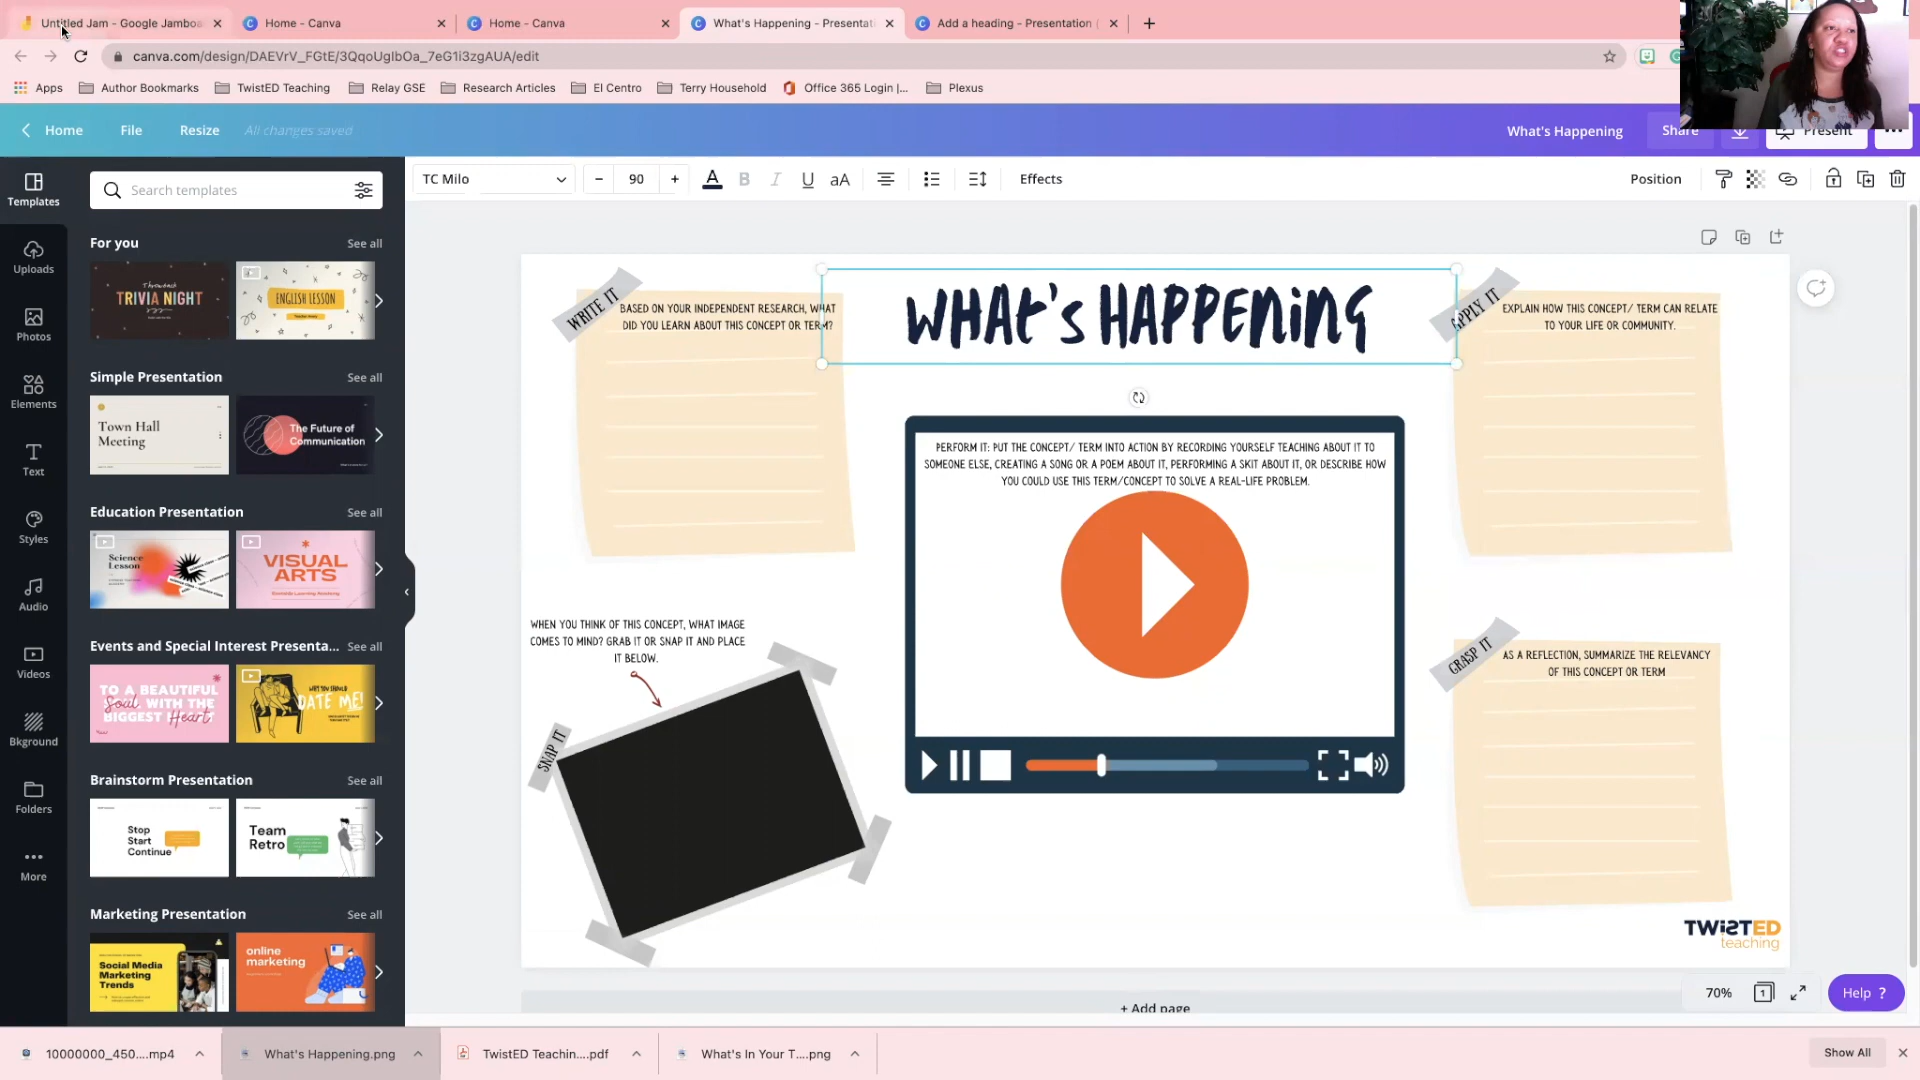 Untitled Jam - Google Jamboa
Home - Canva
Home - Canva
What's Happening - Presentati
Add a heading - Presentation (
canva.com/design/DAEVrV_FGtE/3QqoUgIbOa_7eG1i3zgAUA/edit
Apps
Author Bookmarks
TwistED Teaching
Relay GSE
Research Articles
El Centro
Terry Household
Office 365 Login |...
Plexus
Home
File
Resize
All changes saved
What's Happening
Share
Present
Templates
Uploads
Photos
Elements
Text
Styles
Audio
Videos
Bkground
Folders
More
Search templates
For you
See all
Throwback
TRIVIA NIGHT
ENGLISH LESSON
Simple Presentation
See all
Town Hall
Meeting
The Future of
Communication
Education Presentation
See all
Science
Lesson
VISUAL
ARTS
Events and Special Interest Presenta...
See all
TO A BEAUTIFUL
Soul WITH THE
BIGGEST Heart
WHY YOU SHOULD
DATE ME!
Brainstorm Presentation
See all
Stop
Start
Continue
Team
Retro
Marketing Presentation
See all
Social Media
Marketing
Trends
online
marketing
TC Milo
90
A
B
I
U
aA
Effects
Position
WHAt's HAPPENiNG
WRITE IT
BASED ON YOUR INDEPENDENT RESEARCH, WHAT
DID YOU LEARN ABOUT THIS CONCEPT OR TERM?
APPLY IT
EXPLAIN HOW THIS CONCEPT/ TERM CAN RELATE
TO YOUR LIFE OR COMMUNITY.
PERFORM IT: PUT THE CONCEPT/ TERM INTO ACTION BY RECORDING YOURSELF TEACHING ABOUT IT TO
SOMEONE ELSE, CREATING A SONG OR A POEM ABOUT IT, PERFORMING A SKIT ABOUT IT, OR DESCRIBE HOW
YOU COULD USE THIS TERM/CONCEPT TO SOLVE A REAL-LIFE PROBLEM.
WHEN YOU THINK OF THIS CONCEPT, WHAT IMAGE
COMES TO MIND? GRAB IT OR SNAP IT AND PLACE
IT BELOW.
SNAP IT
GRASP IT
AS A REFLECTION, SUMMARIZE THE RELEVANCY
OF THIS CONCEPT OR TERM
TWiSTED
teaching
+ Add page
70%
1
Help ?
10000000_450....mp4
What's Happening.png
TwistED Teachin....pdf
What's In Your T....png
Show All